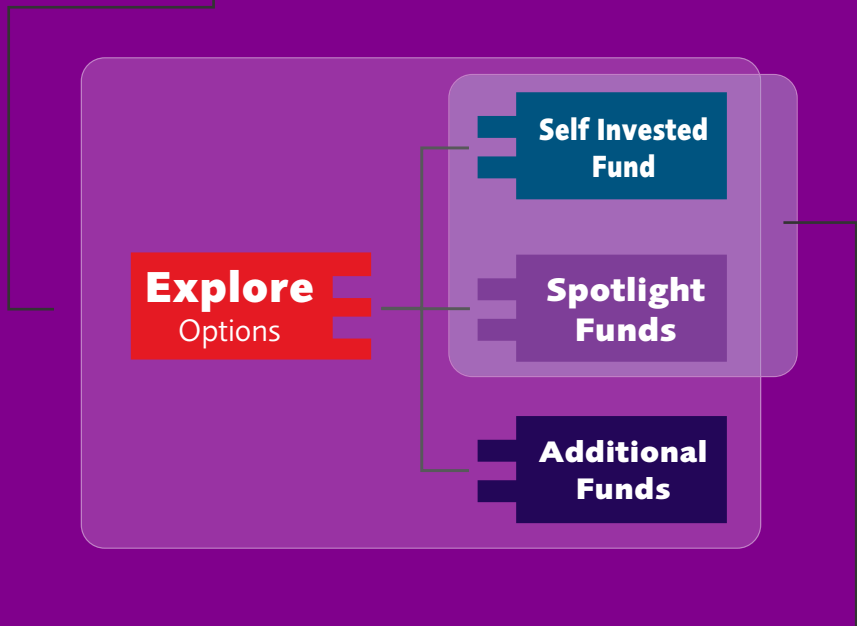 Explore
Options
Self Invested
Fund
Spotlight
Funds
Additional
Funds